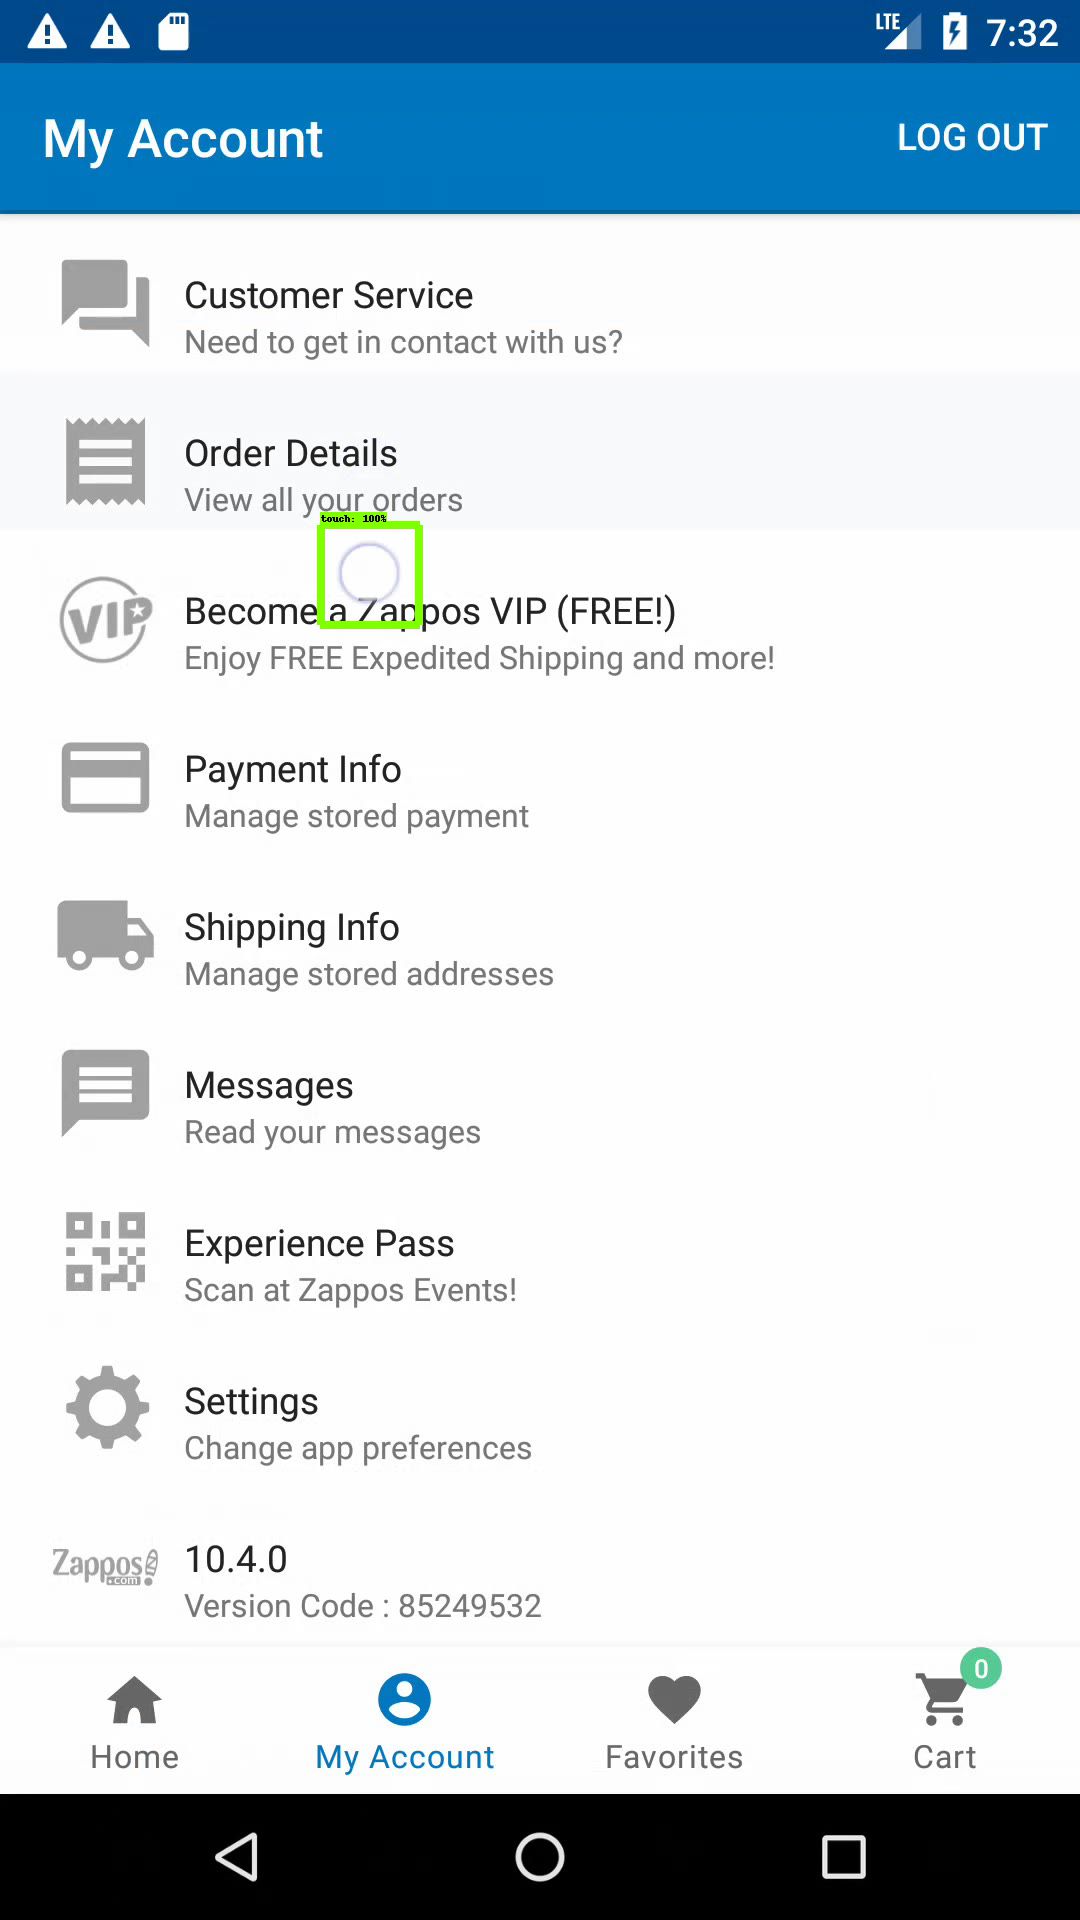 LTE 7:32
My Account LOG OUT
Customer Service
Need to get in contact with us?
Order Details
View all your orders
touch: 100%
VIP
Become a Zappos VIP (FREE!)
Enjoy FREE Expedited Shipping and more!
Payment Info
Manage stored payment
Shipping Info
Manage stored addresses
Messages
Read your messages
Experience Pass
Scan at Zappos Events!
Settings
Change app preferences
Zappos
.com
10.4.0
Version Code : 85249532
0
Home My Account Favorites Cart